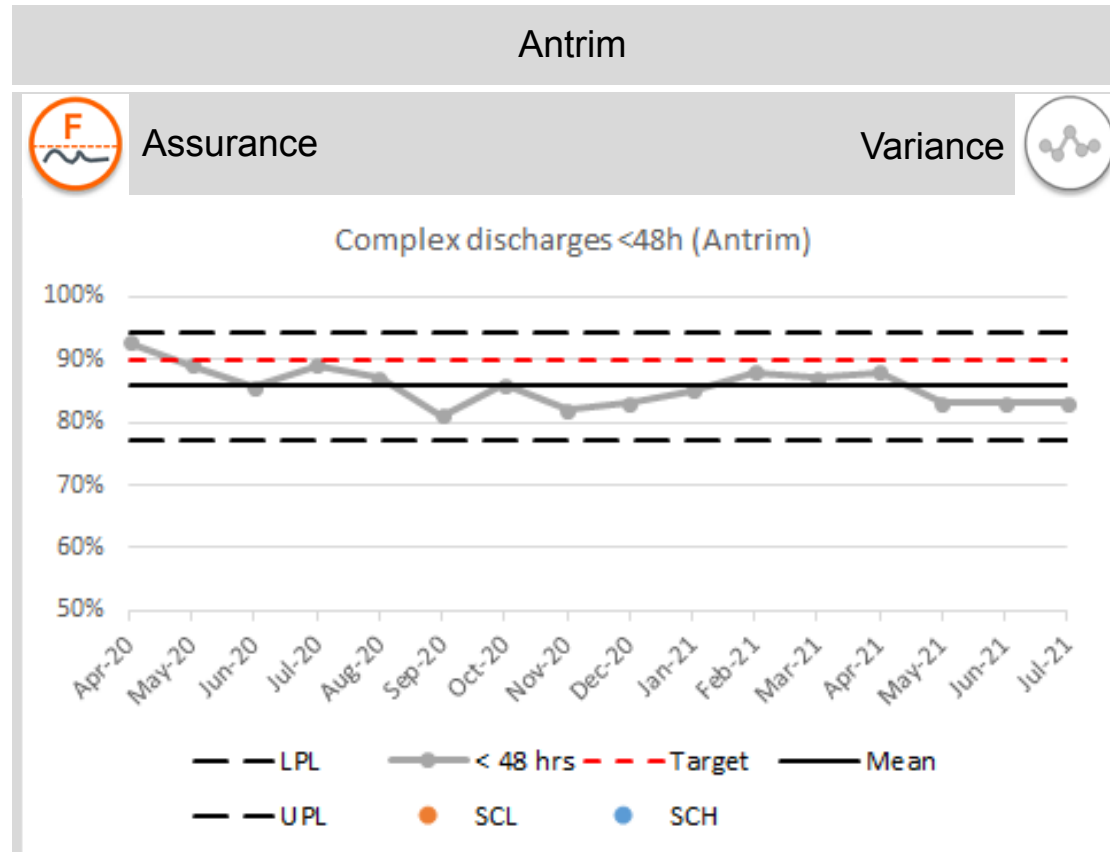 Antrim
F
Assurance
Variance
Complex discharges <48h (Antrim)
100%
90%
80%
70%
60%
50%
Apr-20
May-20
Jun-20
Jul-20
Aug-20
Sep-20
Oct-20
Nov-20
Dec-20
Jan-21
Feb-21
Mar-21
Apr-21
May-21
Jun-21
Jul-21
LPL < 48 hrs Target Mean
UPL SCL SCH